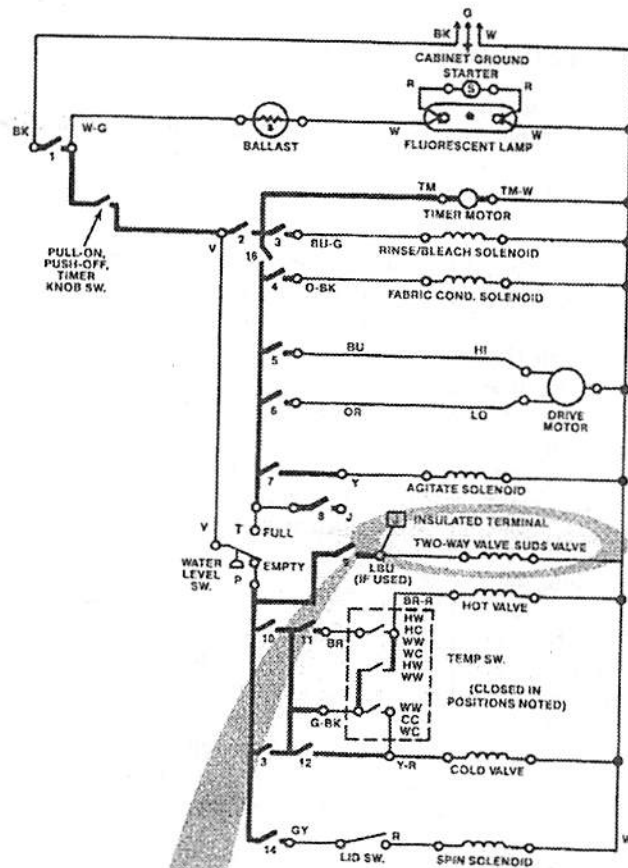 G
BK W
CABINET GROUND
STARTER
R S R
BK W-G
1
BALLAST
W W
FLUORESCENT LAMP
TM TM-W
TIMER MOTOR
PULL-ON,
PUSH-OFF,
TIMER
KNOB SW.
V 2 3 BU-G
RINSE/BLEACH SOLENOID
16
4 O-BK
FABRIC COND. SOLENOID
5 BU HI
6 OR LO
DRIVE
MOTOR
7 Y
AGITATE SOLENOID
8 J
V T FULL
INSULATED TERMINAL
WATER
LEVEL
SW.
P EMPTY
9 LBU
(IF USED)
TWO-WAY VALVE SUDS VALVE
BR-R
HOT VALVE
10 11 BR
HW
HC
WW
WC
HW
WW
TEMP SW.
(CLOSED IN
POSITIONS NOTED)
G-BK
WW
CC
WC
3 12 Y-R
COLD VALVE
14 GY
LID SW.
R
SPIN SOLENOID
W